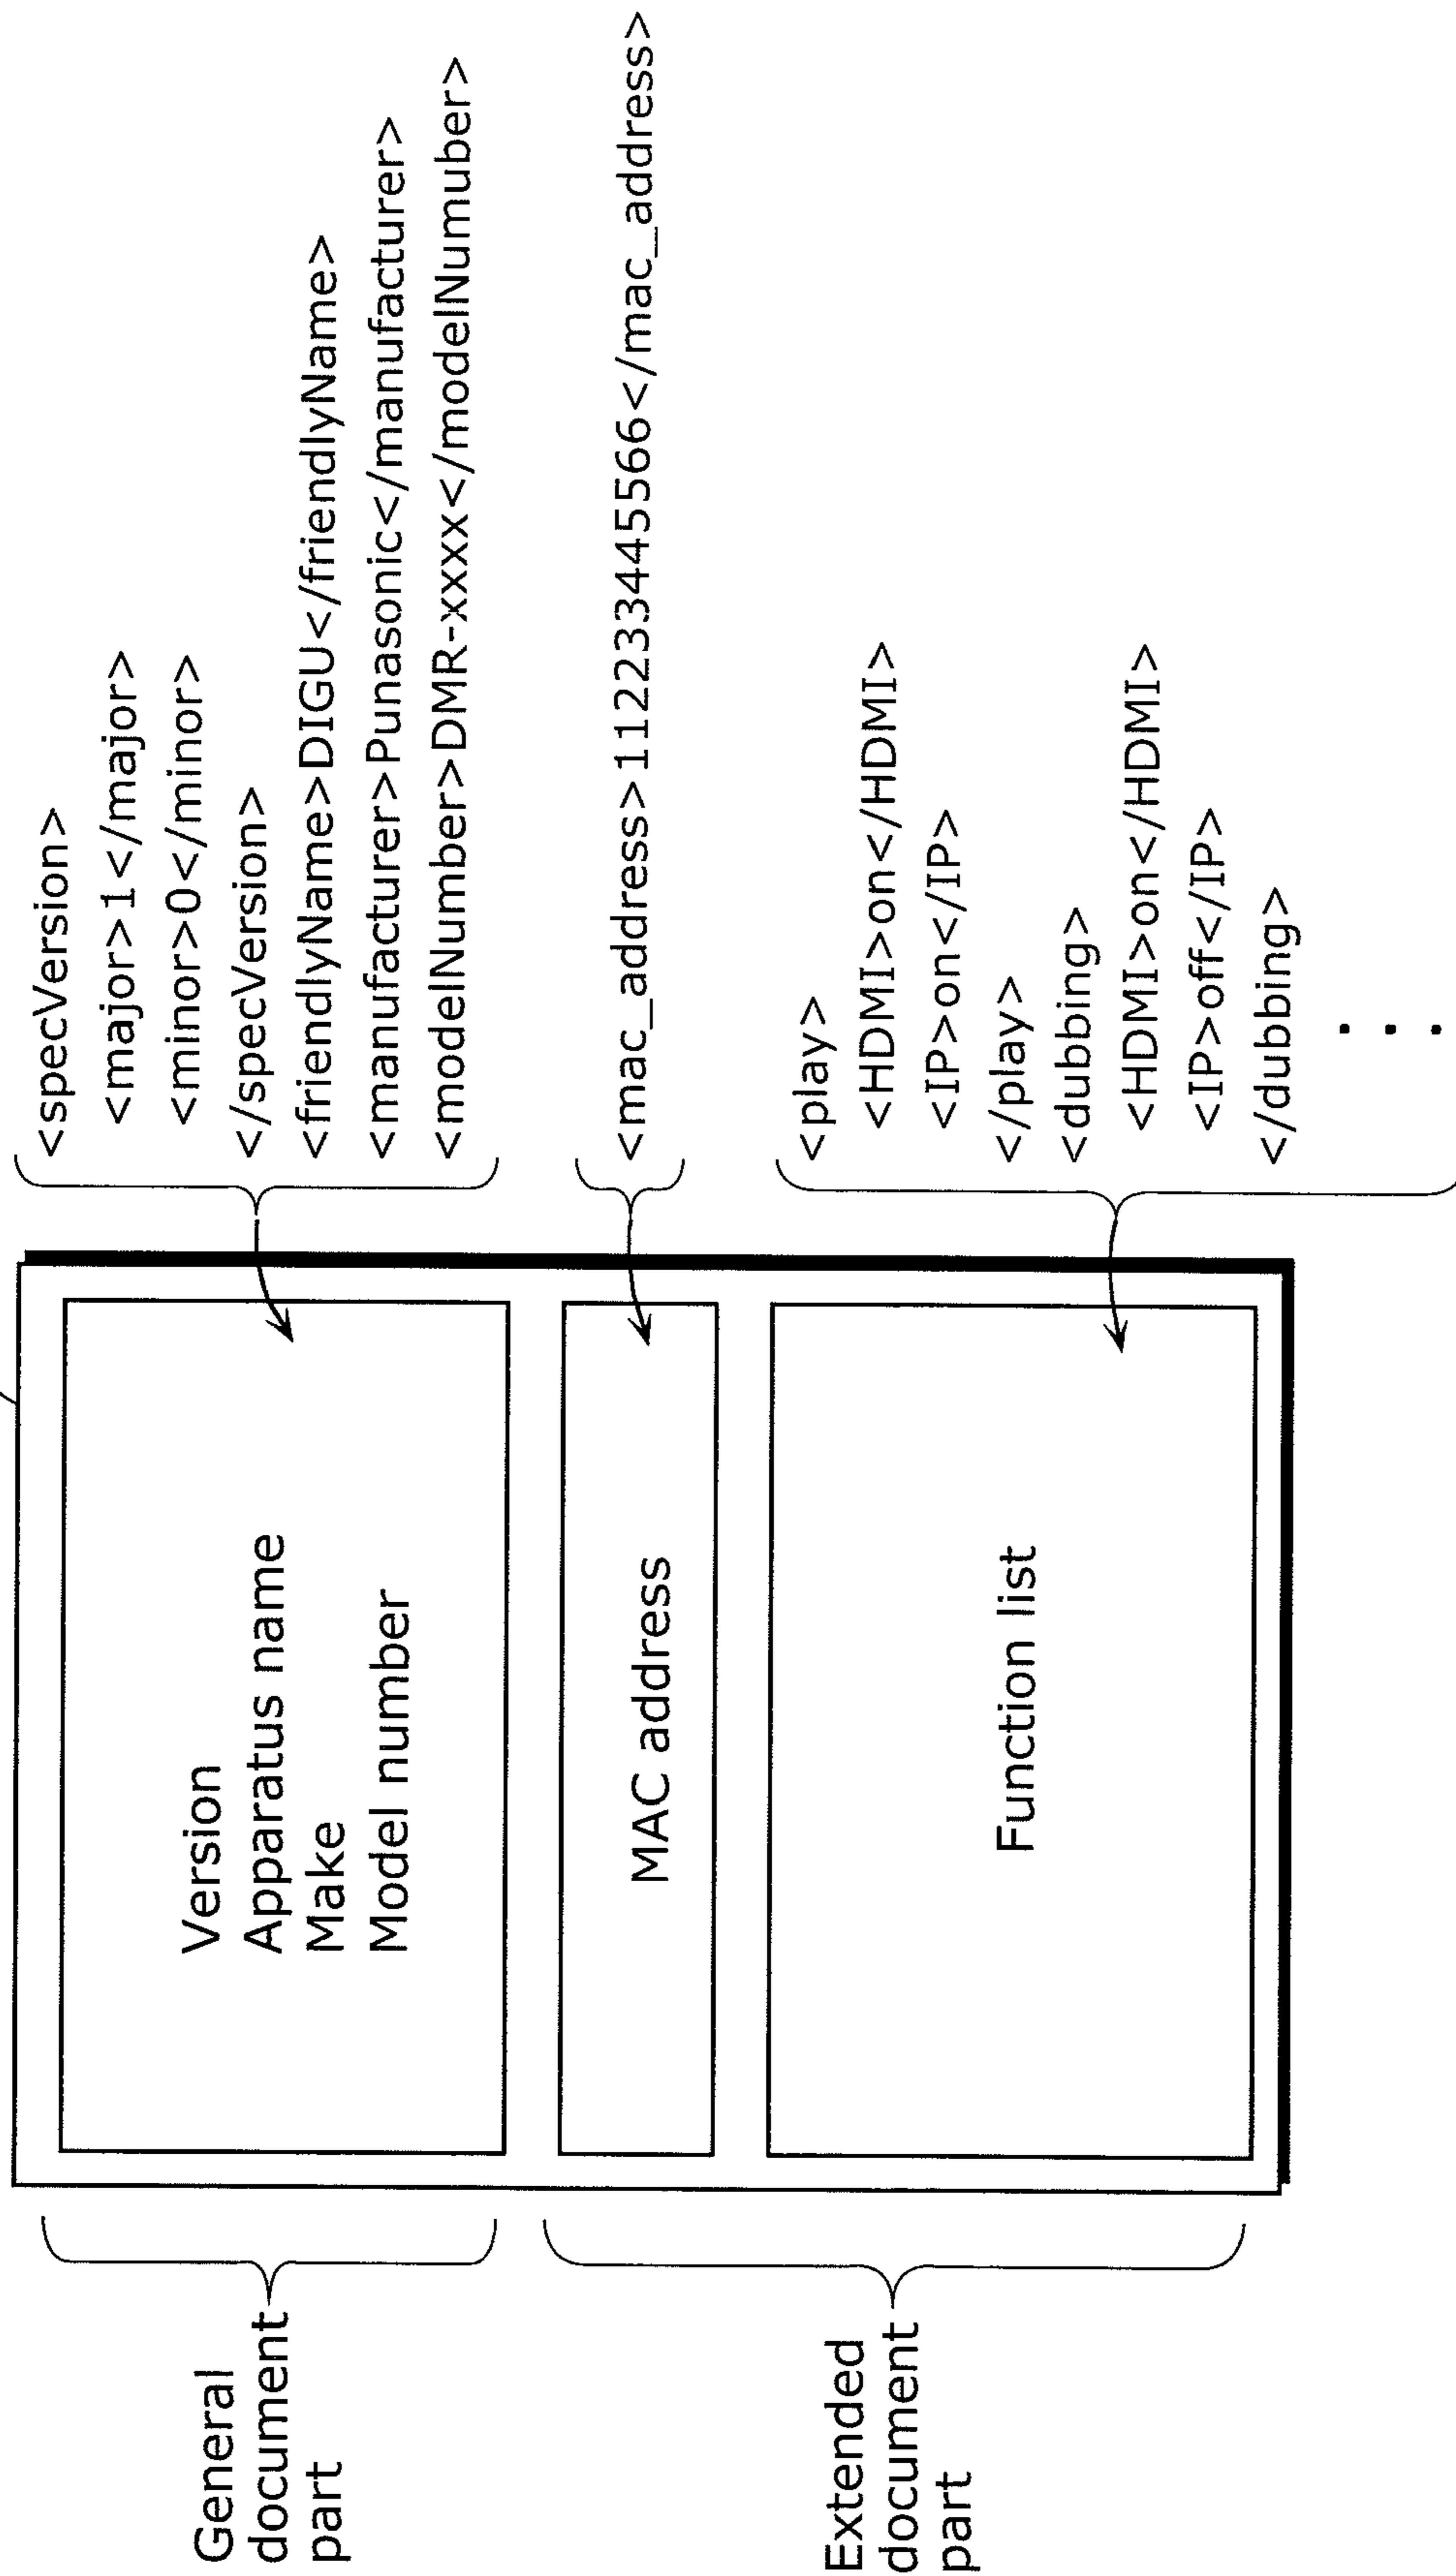 General
document
part
Version
Apparatus name
Make
Model number
<specVersion>
<major>1</major>
<minor>0</minor>
</specVersion>
<friendlyName>DIGU</friendlyName>
<manufacturer>Punasonic</manufacturer>
<modelNumber>DMR-xxxx</modelNumuber>
Extended
document
part
MAC address
<mac_address>112233445566</mac_address>
Function list
<play>
<HDMI>on</HDMI>
<IP>on</IP>
</play>
<dubbing>
<HDMI>on</HDMI>
<IP>off</IP>
</dubbing>
...